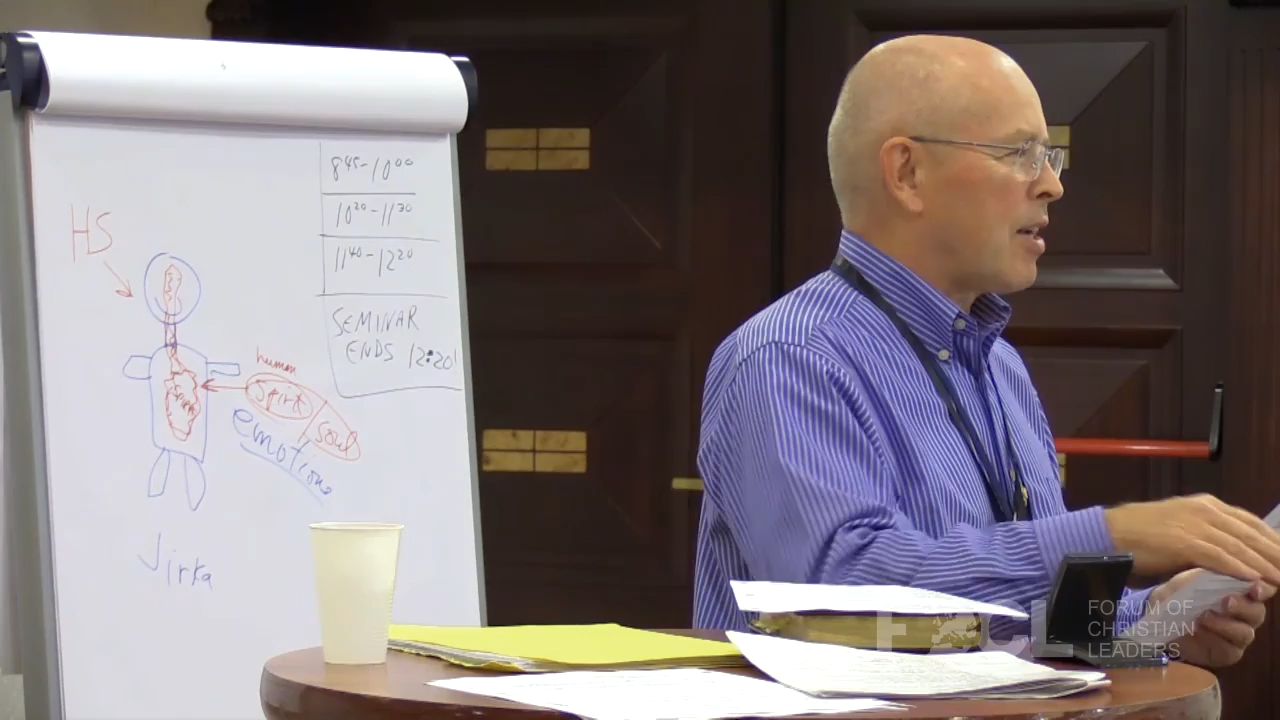 8⁴⁵-10⁰⁰
10²⁰-11³⁰
11⁴⁰-12²⁰
SEMINAR
ENDS 12:20
HS
human
Spirit
soul
emotions
Jirka
FORUM OF
CHRISTIAN
LEADERS